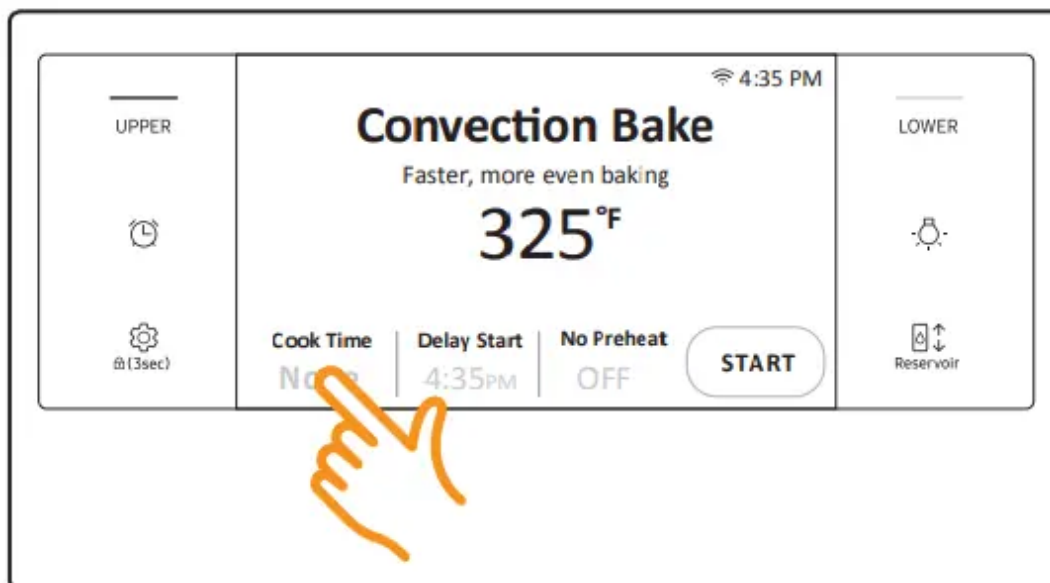 4:35 PM
UPPER
Convection Bake
LOWER
Faster, more even baking
325°F
Cook Time
Delay Start
No Preheat
START
(3sec)
4:35PM
OFF
Reservoir